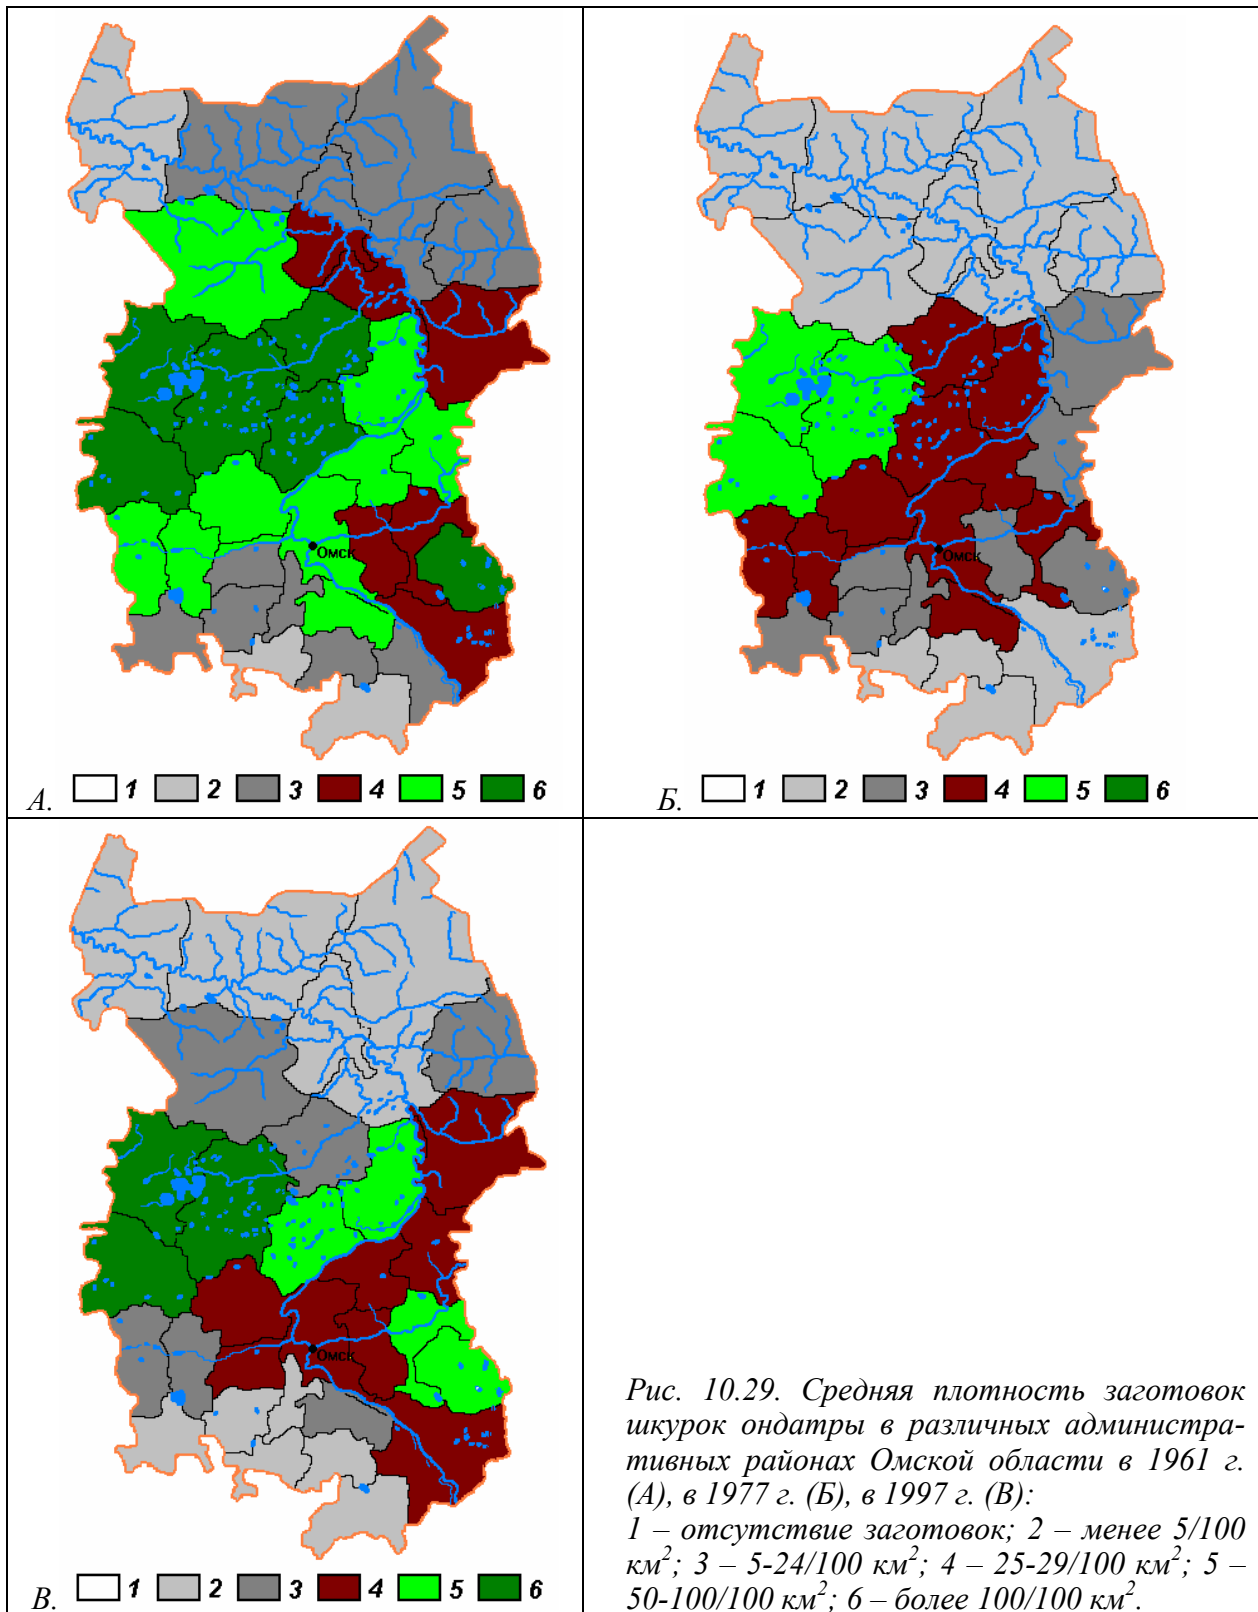 Омск
А. 1 2 3 4 5 6
Омск
Б. 1 2 3 4 5 6
Омск
В. 1 2 3 4 5 6
Рис. 10.29. Средняя плотность заготовок
шкурок ондатры в различных администра-
тивных районах Омской области в 1961 г.
(А), в 1977 г. (Б), в 1997 г. (В):
1 – отсутствие заготовок; 2 – менее 5/100
км²; 3 – 5-24/100 км²; 4 – 25-29/100 км²; 5 –
50-100/100 км²; 6 – более 100/100 км².